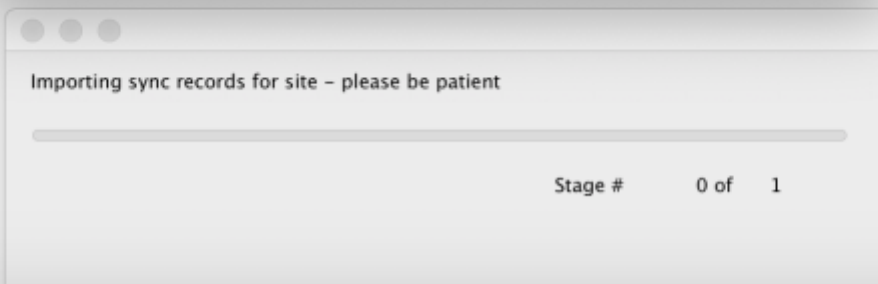 Importing sync records for site – please be patient
Stage # 0 of 1